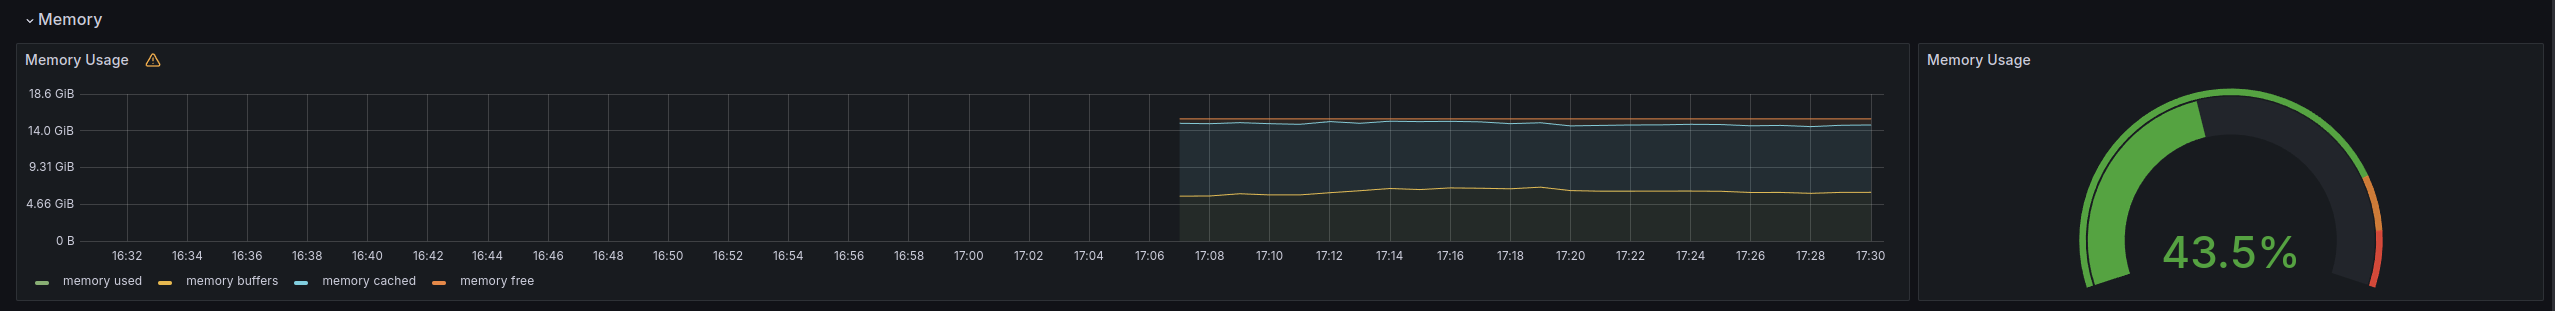 Memory
Memory Usage
18.6 GiB
14.0 GiB
9.31 GiB
4.66 GiB
0 B
16:32 16:34 16:36 16:38 16:40 16:42 16:44 16:46 16:48 16:50 16:52 16:54 16:56 16:58 17:00 17:02 17:04 17:06 17:08 17:10 17:12 17:14 17:16 17:18 17:20 17:22 17:24 17:26 17:28 17:30
memory used memory buffers memory cached memory free
Memory Usage
43.5%